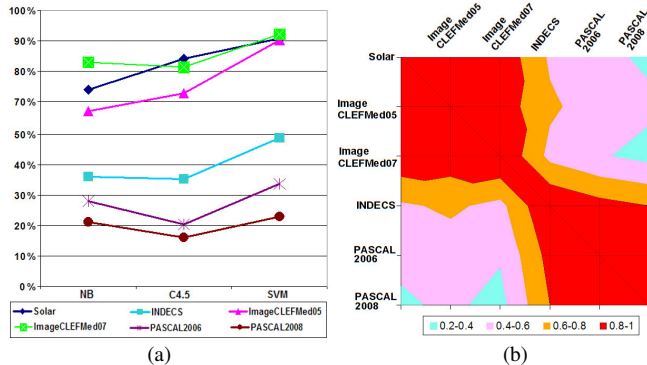 100%
90%
80%
70%
60%
50%
40%
30%
20%
10%
0%
NB C4.5 SVM
Solar INDECS ImageCLEFMed05
ImageCLEFMed07 PASCAL2006 PASCAL2008
(a)
Image
CLEFMed05
Image
CLEFMed07
INDECS
PASCAL
2006
PASCAL
2008
Solar
Image
CLEFMed05
Image
CLEFMed07
INDECS
PASCAL
2006
PASCAL
2008
0.2-0.4 0.4-0.6 0.6-0.8 0.8-1
(b)